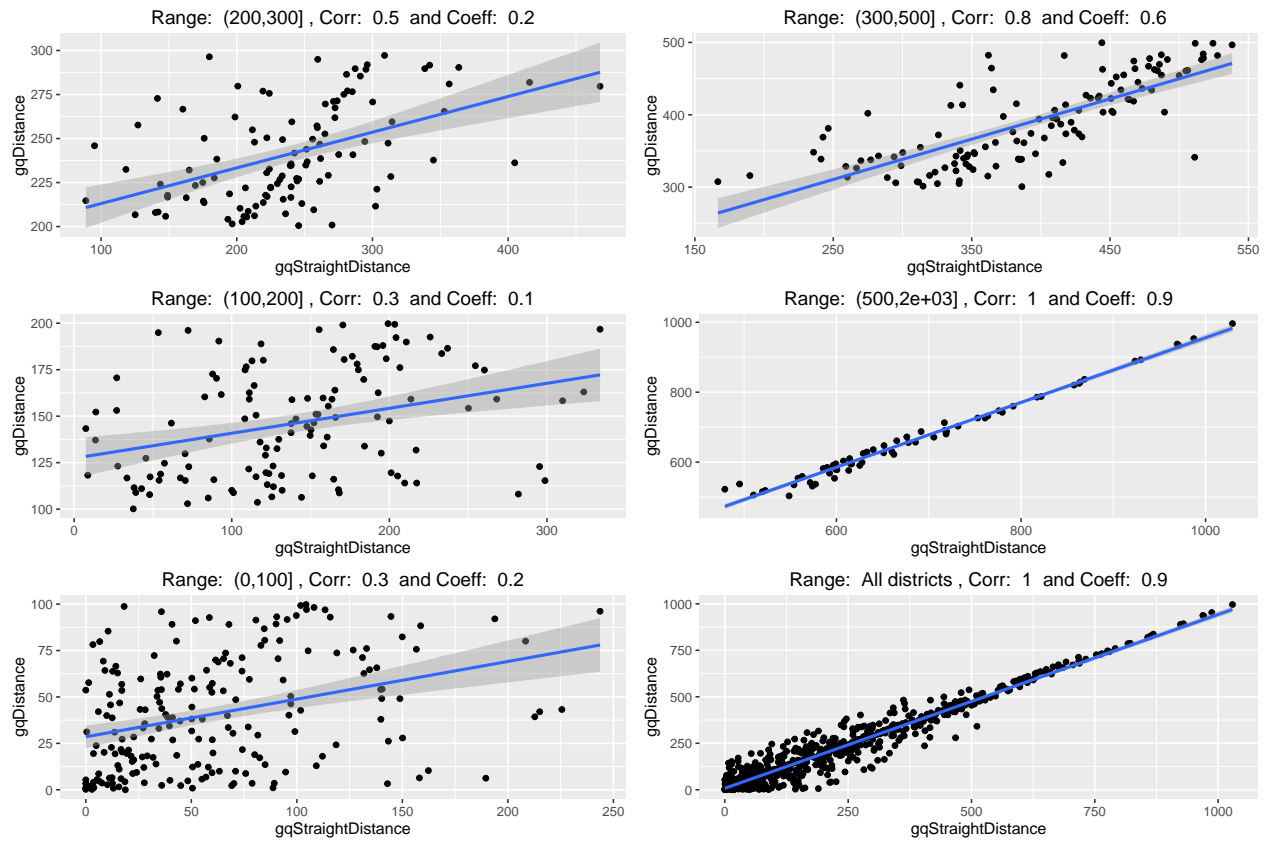 Range:  (200,300] , Corr:  0.5  and Coeff:  0.2
300
275
250
225
200
gqDistance
100
200
300
400
gqStraightDistance
Range:  (300,500] , Corr:  0.8  and Coeff:  0.6
500
400
300
gqDistance
150
250
350
450
550
gqStraightDistance
Range:  (100,200] , Corr:  0.3  and Coeff:  0.1
200
175
150
125
100
gqDistance
0
100
200
300
gqStraightDistance
Range:  (500,2e+03] , Corr:  1  and Coeff:  0.9
1000
800
600
gqDistance
600
800
1000
gqStraightDistance
Range:  (0,100] , Corr:  0.3  and Coeff:  0.2
100
75
50
25
0
gqDistance
0
50
100
150
200
250
gqStraightDistance
Range:  All districts , Corr:  1  and Coeff:  0.9
1000
750
500
250
0
gqDistance
0
250
500
750
1000
gqStraightDistance